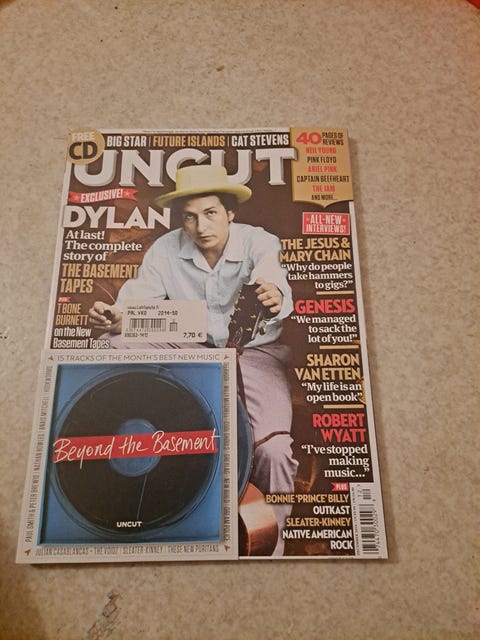 FREE
CD
BIG STAR | FUTURE ISLANDS | CAT STEVENS
UNCUT
40 PAGES OF REVIEWS
NEIL YOUNG
PINK FLOYD
ARIEL PINK
CAPTAIN BEEFHEART
THE JAM
AND MORE...
EXCLUSIVE!
DYLAN
At last!
The complete
story of
THE BASEMENT
TAPES
PLUS
T BONE
BURNETT
on the New
Basement Tapes
PAL.VKO 2014-50
7,70 €
ALL-NEW
INTERVIEWS!
THE JESUS &
MARY CHAIN
"Why do people
take hammers
to gigs?"
GENESIS
"We managed
to sack the
lot of you!"
SHARON
VAN ETTEN
"My life is an
open book"
ROBERT
WYATT
"I've stopped
making
music..."
PLUS
BONNIE 'PRINCE' BILLY
OUTKAST
SLEATER-KINNEY
NATIVE AMERICAN
ROCK
15 TRACKS OF THE MONTH'S BEST NEW MUSIC
Beyond the Basement
UNCUT
JULIAN CASABLANCAS + THE VOIDZ | SLEATER-KINNEY | THESE NEW PURITANS